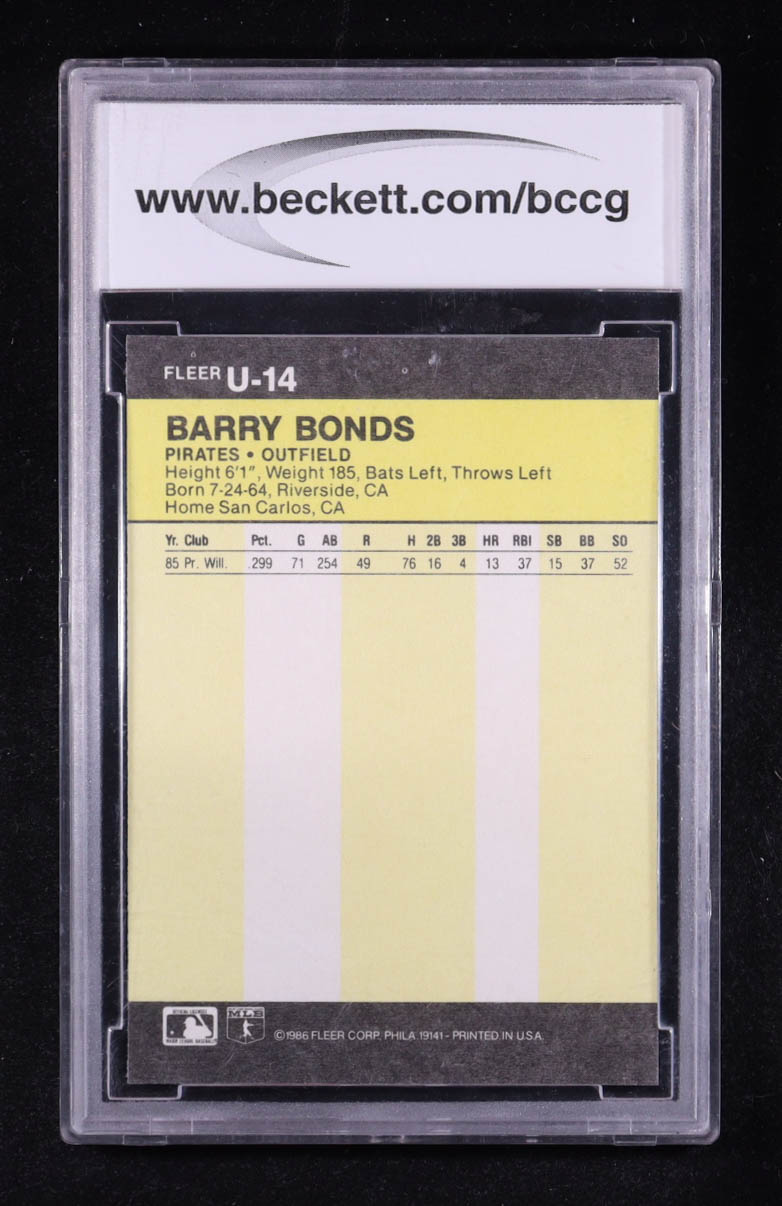 www.beckett.com/bccg
FLEER U-14
BARRY BONDS
PIRATES • OUTFIELD
Height 6'1", Weight 185, Bats Left, Throws Left
Born 7-24-64, Riverside, CA
Home San Carlos, CA
Yr. Club Pct. G AB R H 2B 3B HR RBI SB BB SO
85 Pr. Will. .299 71 254 49 76 16 4 13 37 15 37 52
MLB
©1986 FLEER CORP. PHILA. 19141 - PRINTED IN U.S.A.